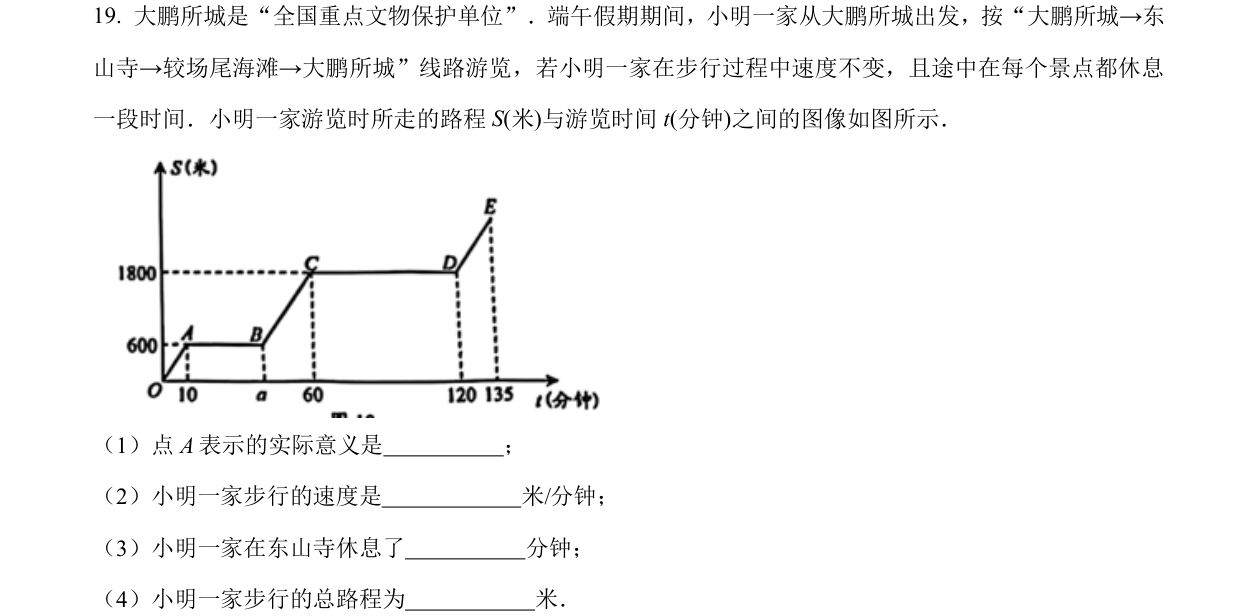 19. 大鹏所城是“全国重点文物保护单位”．端午假期期间，小明一家从大鹏所城出发，按“大鹏所城→东
山寺→较场尾海滩→大鹏所城”线路游览，若小明一家在步行过程中速度不变，且途中在每个景点都休息
一段时间．小明一家游览时所走的路程 S(米)与游览时间 t(分钟)之间的图像如图所示．
S(米)
E
1800 C D
600 A B
O 10 a 60 120 135 t(分钟)
（1）点 A 表示的实际意义是__________；
（2）小明一家步行的速度是____________米/分钟；
（3）小明一家在东山寺休息了__________分钟；
（4）小明一家步行的总路程为___________米．